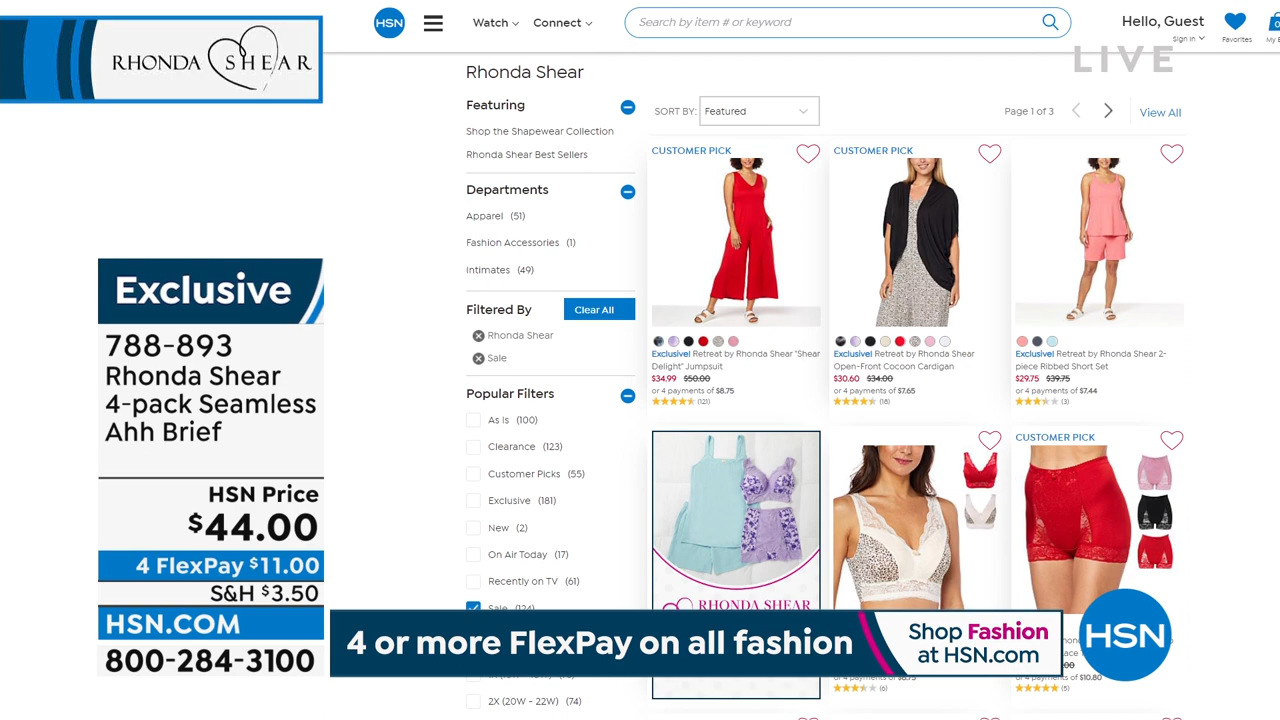 RHONDA SHEAR
Exclusive
788-893
Rhonda Shear
4-pack Seamless
Ahh Brief
HSN Price
$44.00
4 FlexPay $11.00
S&H $3.50
HSN.COM
800-284-3100
HSN
Watch
Connect
Search by item # or keyword
Hello, Guest
Sign In
Favorites
0
My
LIVE
Rhonda Shear
Featuring
Shop the Shapewear Collection
Rhonda Shear Best Sellers
Departments
Apparel (51)
Fashion Accessories (1)
Intimates (49)
Filtered By
Clear All
Rhonda Shear
Sale
Popular Filters
As Is (100)
Clearance (123)
Customer Picks (55)
Exclusive (181)
New (2)
On Air Today (17)
Recently on TV (61)
Sale (124)
2X (20W - 22W) (74)
SORT BY: Featured
Page 1 of 3
View All
CUSTOMER PICK
Exclusive! Retreat by Rhonda Shear "Shear
Delight" Jumpsuit
$34.99 $50.00
or 4 payments of $8.75
(121)
CUSTOMER PICK
Exclusive! Retreat by Rhonda Shear
Open-Front Cocoon Cardigan
$30.60 $34.00
or 4 payments of $7.65
(18)
Exclusive! Retreat by Rhonda Shear 2-
piece Ribbed Short Set
$29.75 $39.75
or 4 payments of $7.44
(3)
RHONDA SHEAR
or 4 payments of $8.75
(6)
CUSTOMER PICK
or 4 payments of $10.80
(5)
4 or more FlexPay on all fashion
Shop Fashion
at HSN.com
HSN